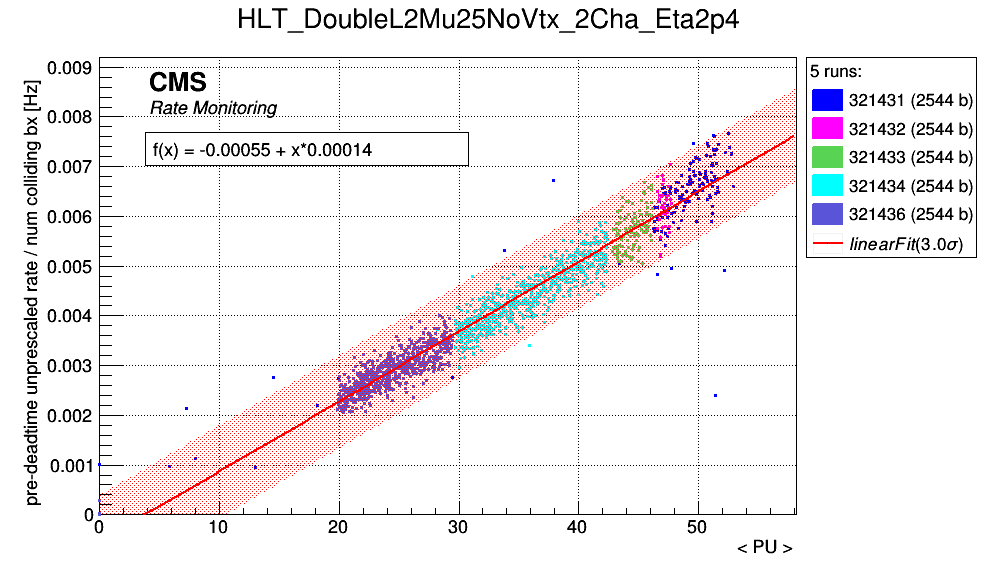 HLT_DoubleL2Mu25NoVtx_2Cha_Eta2p4
pre-deadtime unprescaled rate / num colliding bx [Hz]
0.009
0.008
0.007
0.006
0.005
0.004
0.003
0.002
0.001
0
CMS
Rate Monitoring
f(x) = -0.00055 + x*0.00014
0 10 20 30 40 50
< PU >
5 runs:
321431 (2544 b)
321432 (2544 b)
321433 (2544 b)
321434 (2544 b)
321436 (2544 b)
linearFit(3.0σ)